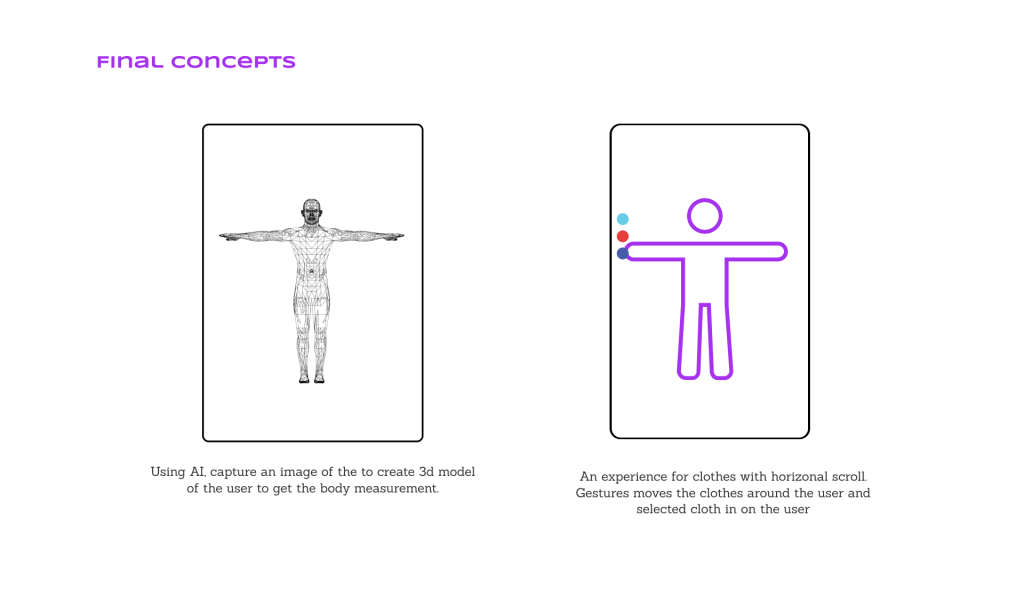 Final Concepts
Using AI, capture an image of the to create 3d model
of the user to get the body measurement.
An experience for clothes with horizonal scroll.
Gestures moves the clothes around the user and
selected cloth in on the user